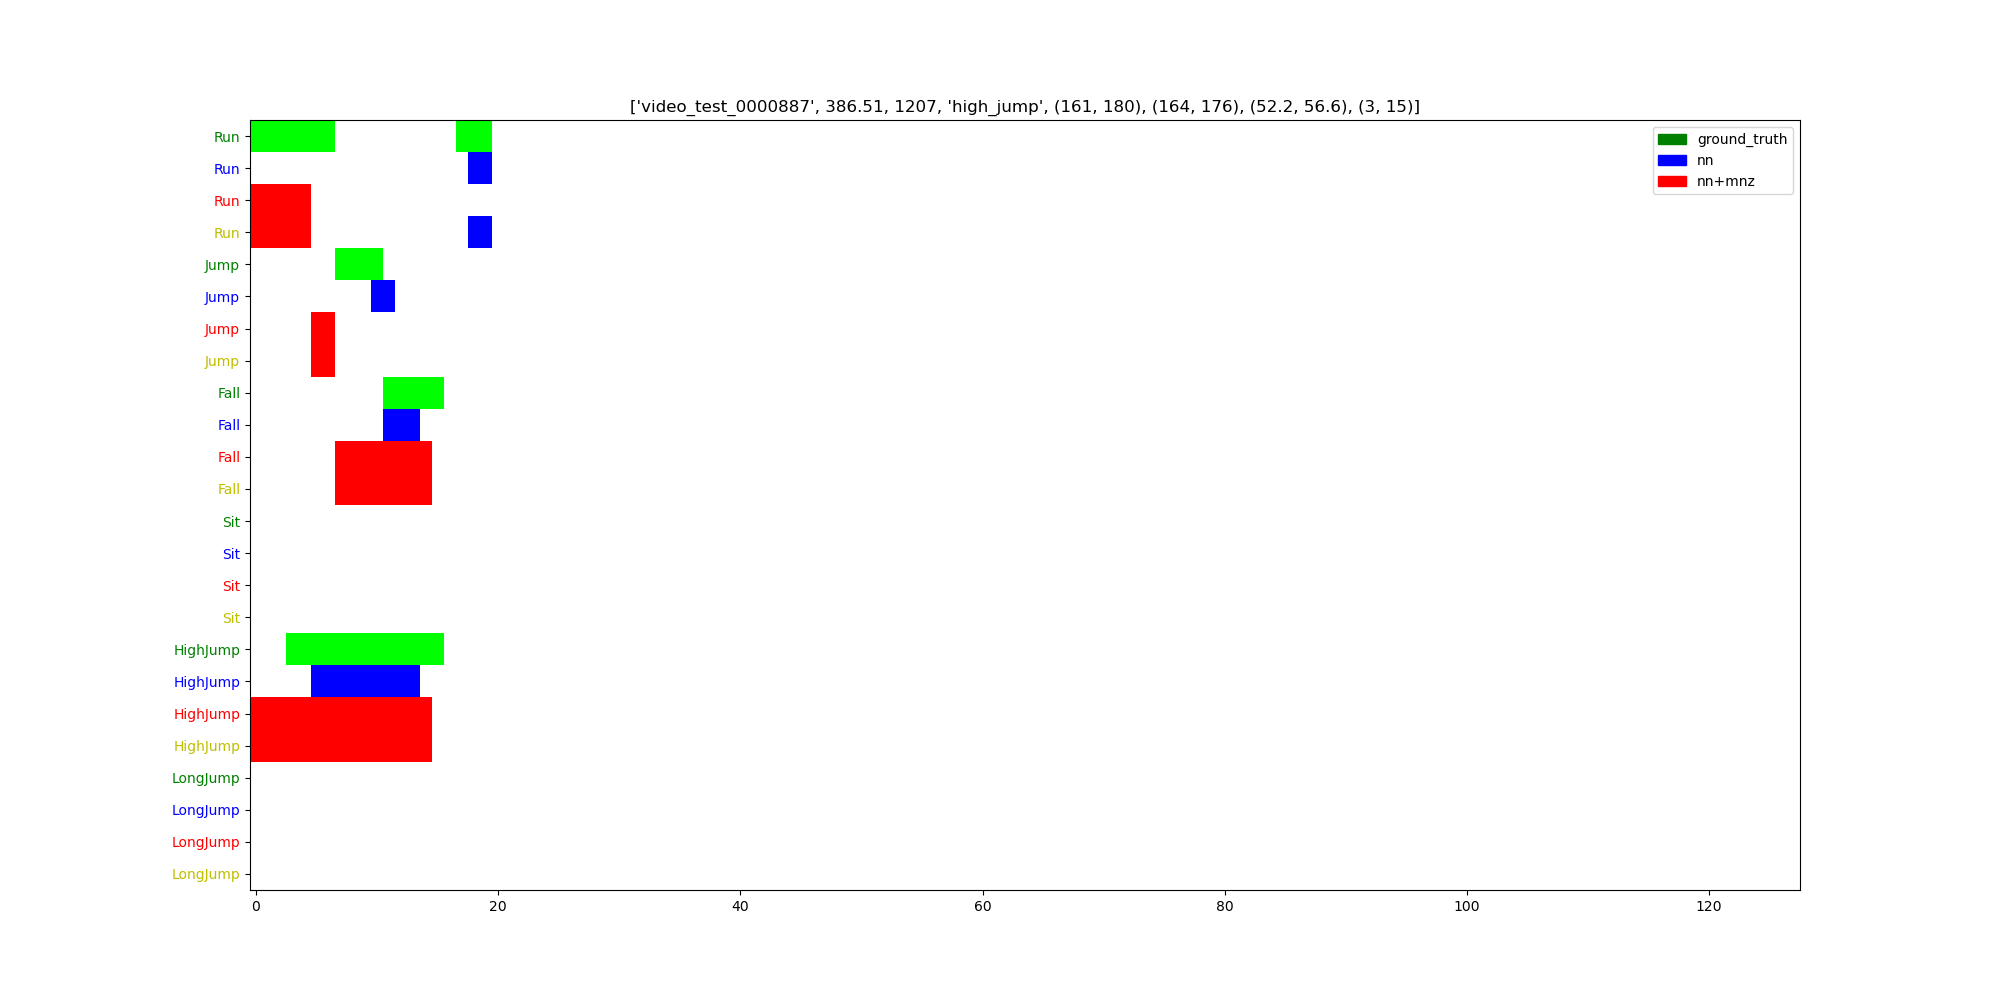 ['video_test_0000887', 386.51, 1207, 'high_jump', (161, 180), (164, 176), (52.2, 56.6), (3, 15)]
ground_truth
nn
nn+mnz
Run
Run
Run
Run
Jump
Jump
Jump
Jump
Fall
Fall
Fall
Fall
Sit
Sit
Sit
Sit
HighJump
HighJump
HighJump
HighJump
LongJump
LongJump
LongJump
LongJump
0 20 40 60 80 100 120